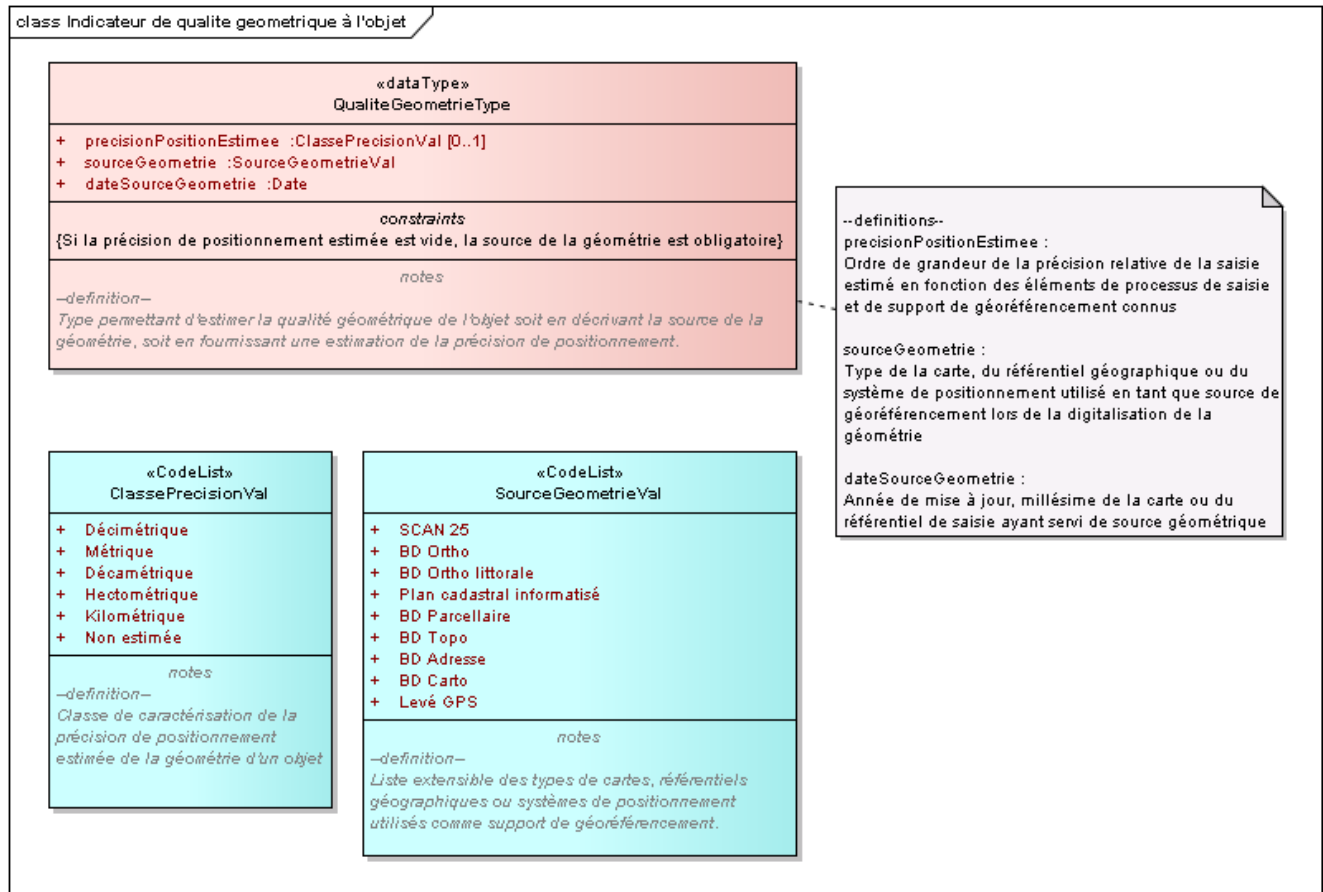 class Indicateur de qualite geometrique à l'objet
«dataType»
QualiteGeometrieType
+ precisionPositionEstimee :ClassePrecisionVal [0..1]
+ sourceGeometrie :SourceGeometrieVal
+ dateSourceGeometrie :Date
constraints
{Si la précision de positionnement estimée est vide, la source de la géométrie est obligatoire}
notes
--definition--
Type permettant d'estimer la qualité géométrique de l'objet soit en décrivant la source de la
géométrie, soit en fournissant une estimation de la précision de positionnement.
--definitions--
precisionPositionEstimee :
Ordre de grandeur de la précision relative de la saisie
estimé en fonction des éléments de processus de saisie
et de support de géoréférencement connus
sourceGeometrie :
Type de la carte, du référentiel géographique ou du
système de positionnement utilisé en tant que source de
géoréférencement lors de la digitalisation de la
géométrie
dateSourceGeometrie :
Année de mise à jour, millésime de la carte ou du
référentiel de saisie ayant servi de source géométrique
«CodeList»
ClassePrecisionVal
+ Décimétrique
+ Métrique
+ Décamétrique
+ Hectométrique
+ Kilométrique
+ Non estimée
notes
--definition--
Classe de caractérisation de la
précision de positionnement
estimée de la géométrie d'un objet
«CodeList»
SourceGeometrieVal
+ SCAN 25
+ BD Ortho
+ BD Ortho littorale
+ Plan cadastral informatisé
+ BD Parcellaire
+ BD Topo
+ BD Adresse
+ BD Carto
+ Levé GPS
notes
--definition--
Liste extensible des types de cartes, référentiels
géographiques ou systèmes de positionnement
utilisés comme support de géoréférencement.